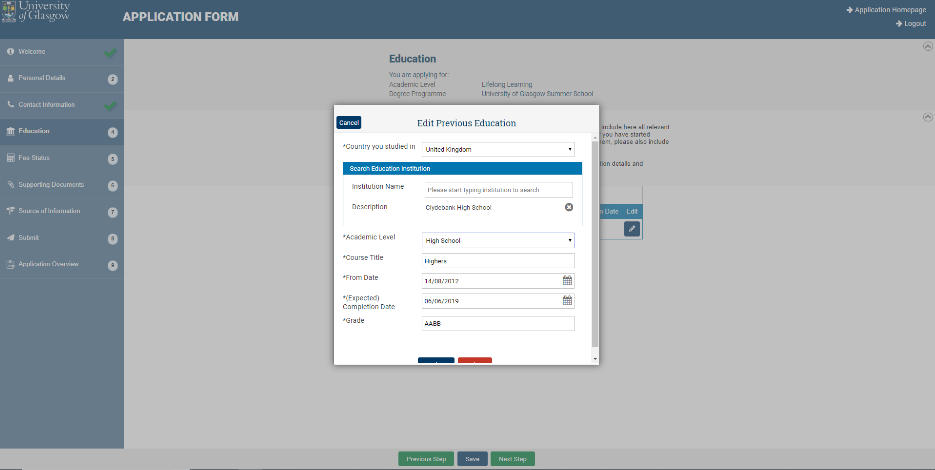 University
of Glasgow
APPLICATION FORM
Application Homepage
Logout
Welcome
Personal Details 2
Contact Information
Education 4
Fee Status 5
Supporting Documents 6
Source of Information 7
Submit 8
Application Overview 9
Education
You are applying for:
Academic Level Lifelong Learning
Degree Programme University of Glasgow Summer School
include here all relevant
you have started
em, please also include
ion details and
n Date Edit
Cancel
Edit Previous Education
*Country you studied in United Kingdom
Search Education Institution
Institution Name Please start typing institution to search
Description Clydebank High School
*Academic Level High School
*Course Title Highers
*From Date 14/08/2012
*(Expected)
Completion Date 06/06/2019
*Grade AABB
Previous Step Save Next Step